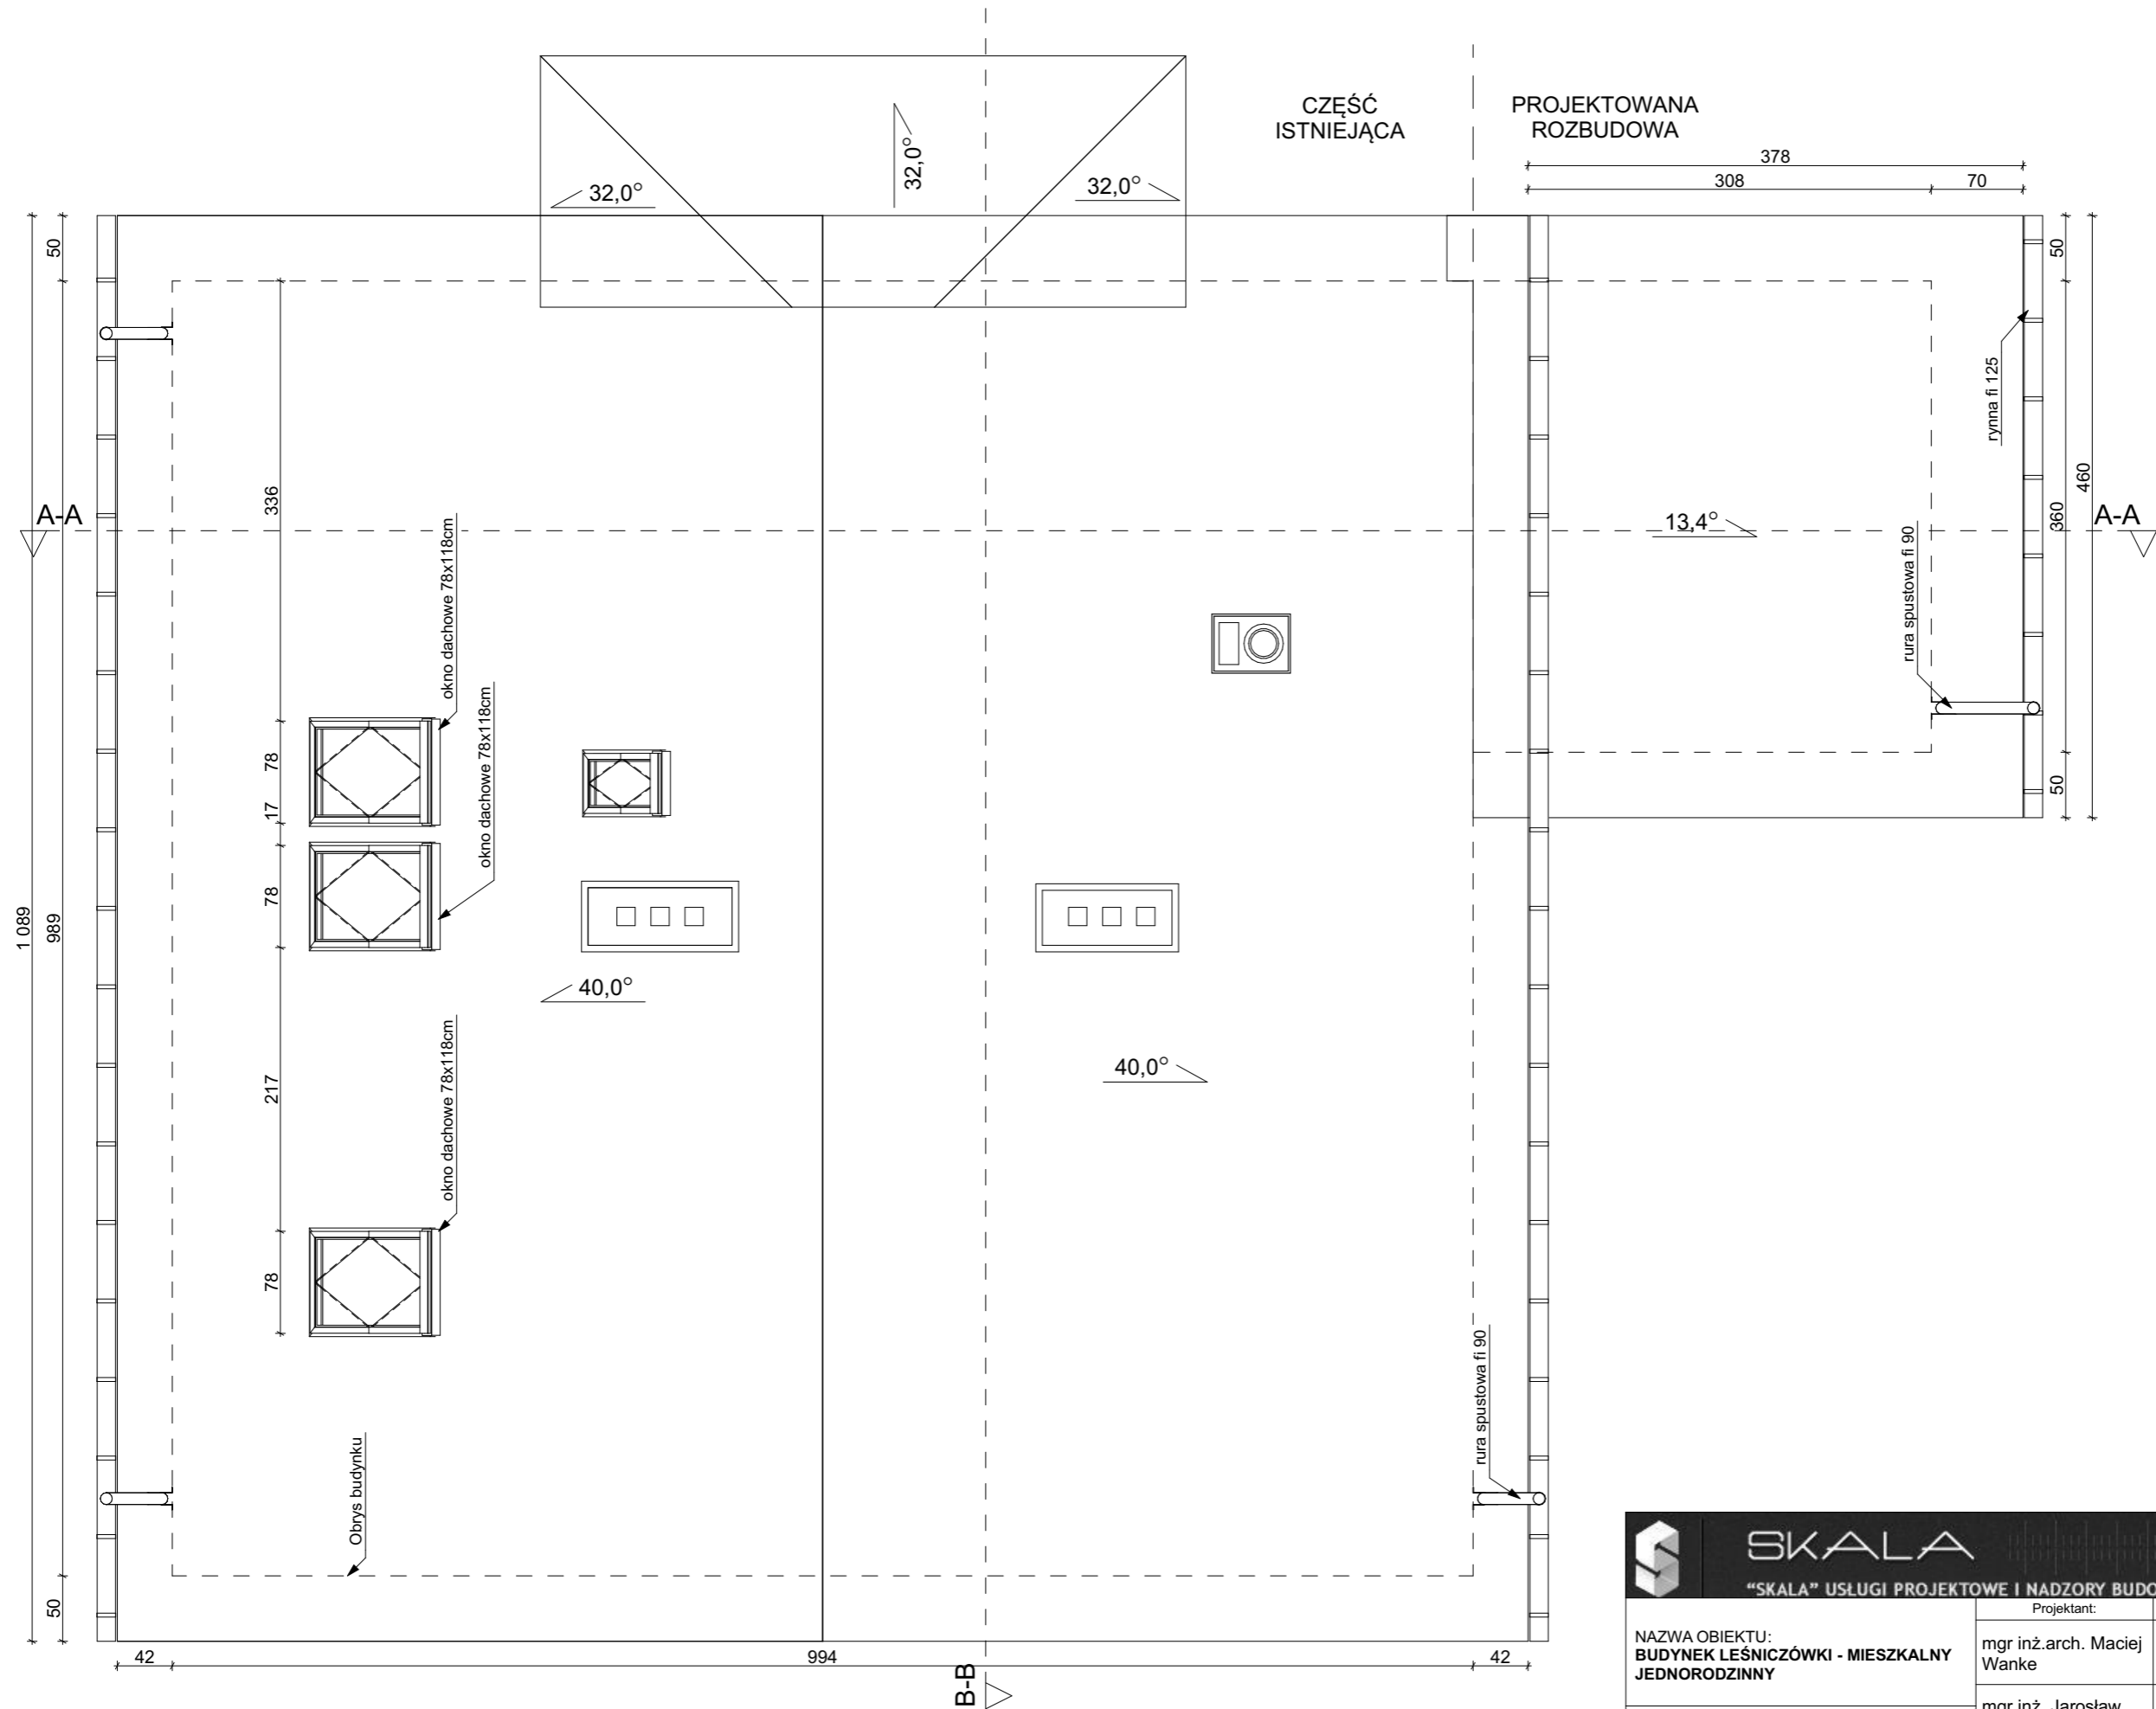 CZĘŚĆ
ISTNIEJĄCA
PROJEKTOWANA
ROZBUDOWA
378
308
70
32,0°
32,0°
32,0°
50
50
336
rynna fi 125
460
360
A-A
A-A
13,4°
okno dachowe 78x118cm
rura spustowa fi 90
okno dachowe 78x118cm
78
17
50
78
1 089
989
40,0°
217
okno dachowe 78x118cm
40,0°
78
rura spustowa fi 90
Obrys budynku
50
42
994
42
B-B
SKALA
“SKALA” USŁUGI PROJEKTOWE I NADZORY BUDO
Projektant:
NAZWA OBIEKTU:
BUDYNEK LEŚNICZÓWKI - MIESZKALNY
JEDNORODZINNY
mgr inż.arch. Maciej
Wanke
mgr inż. Jarosław